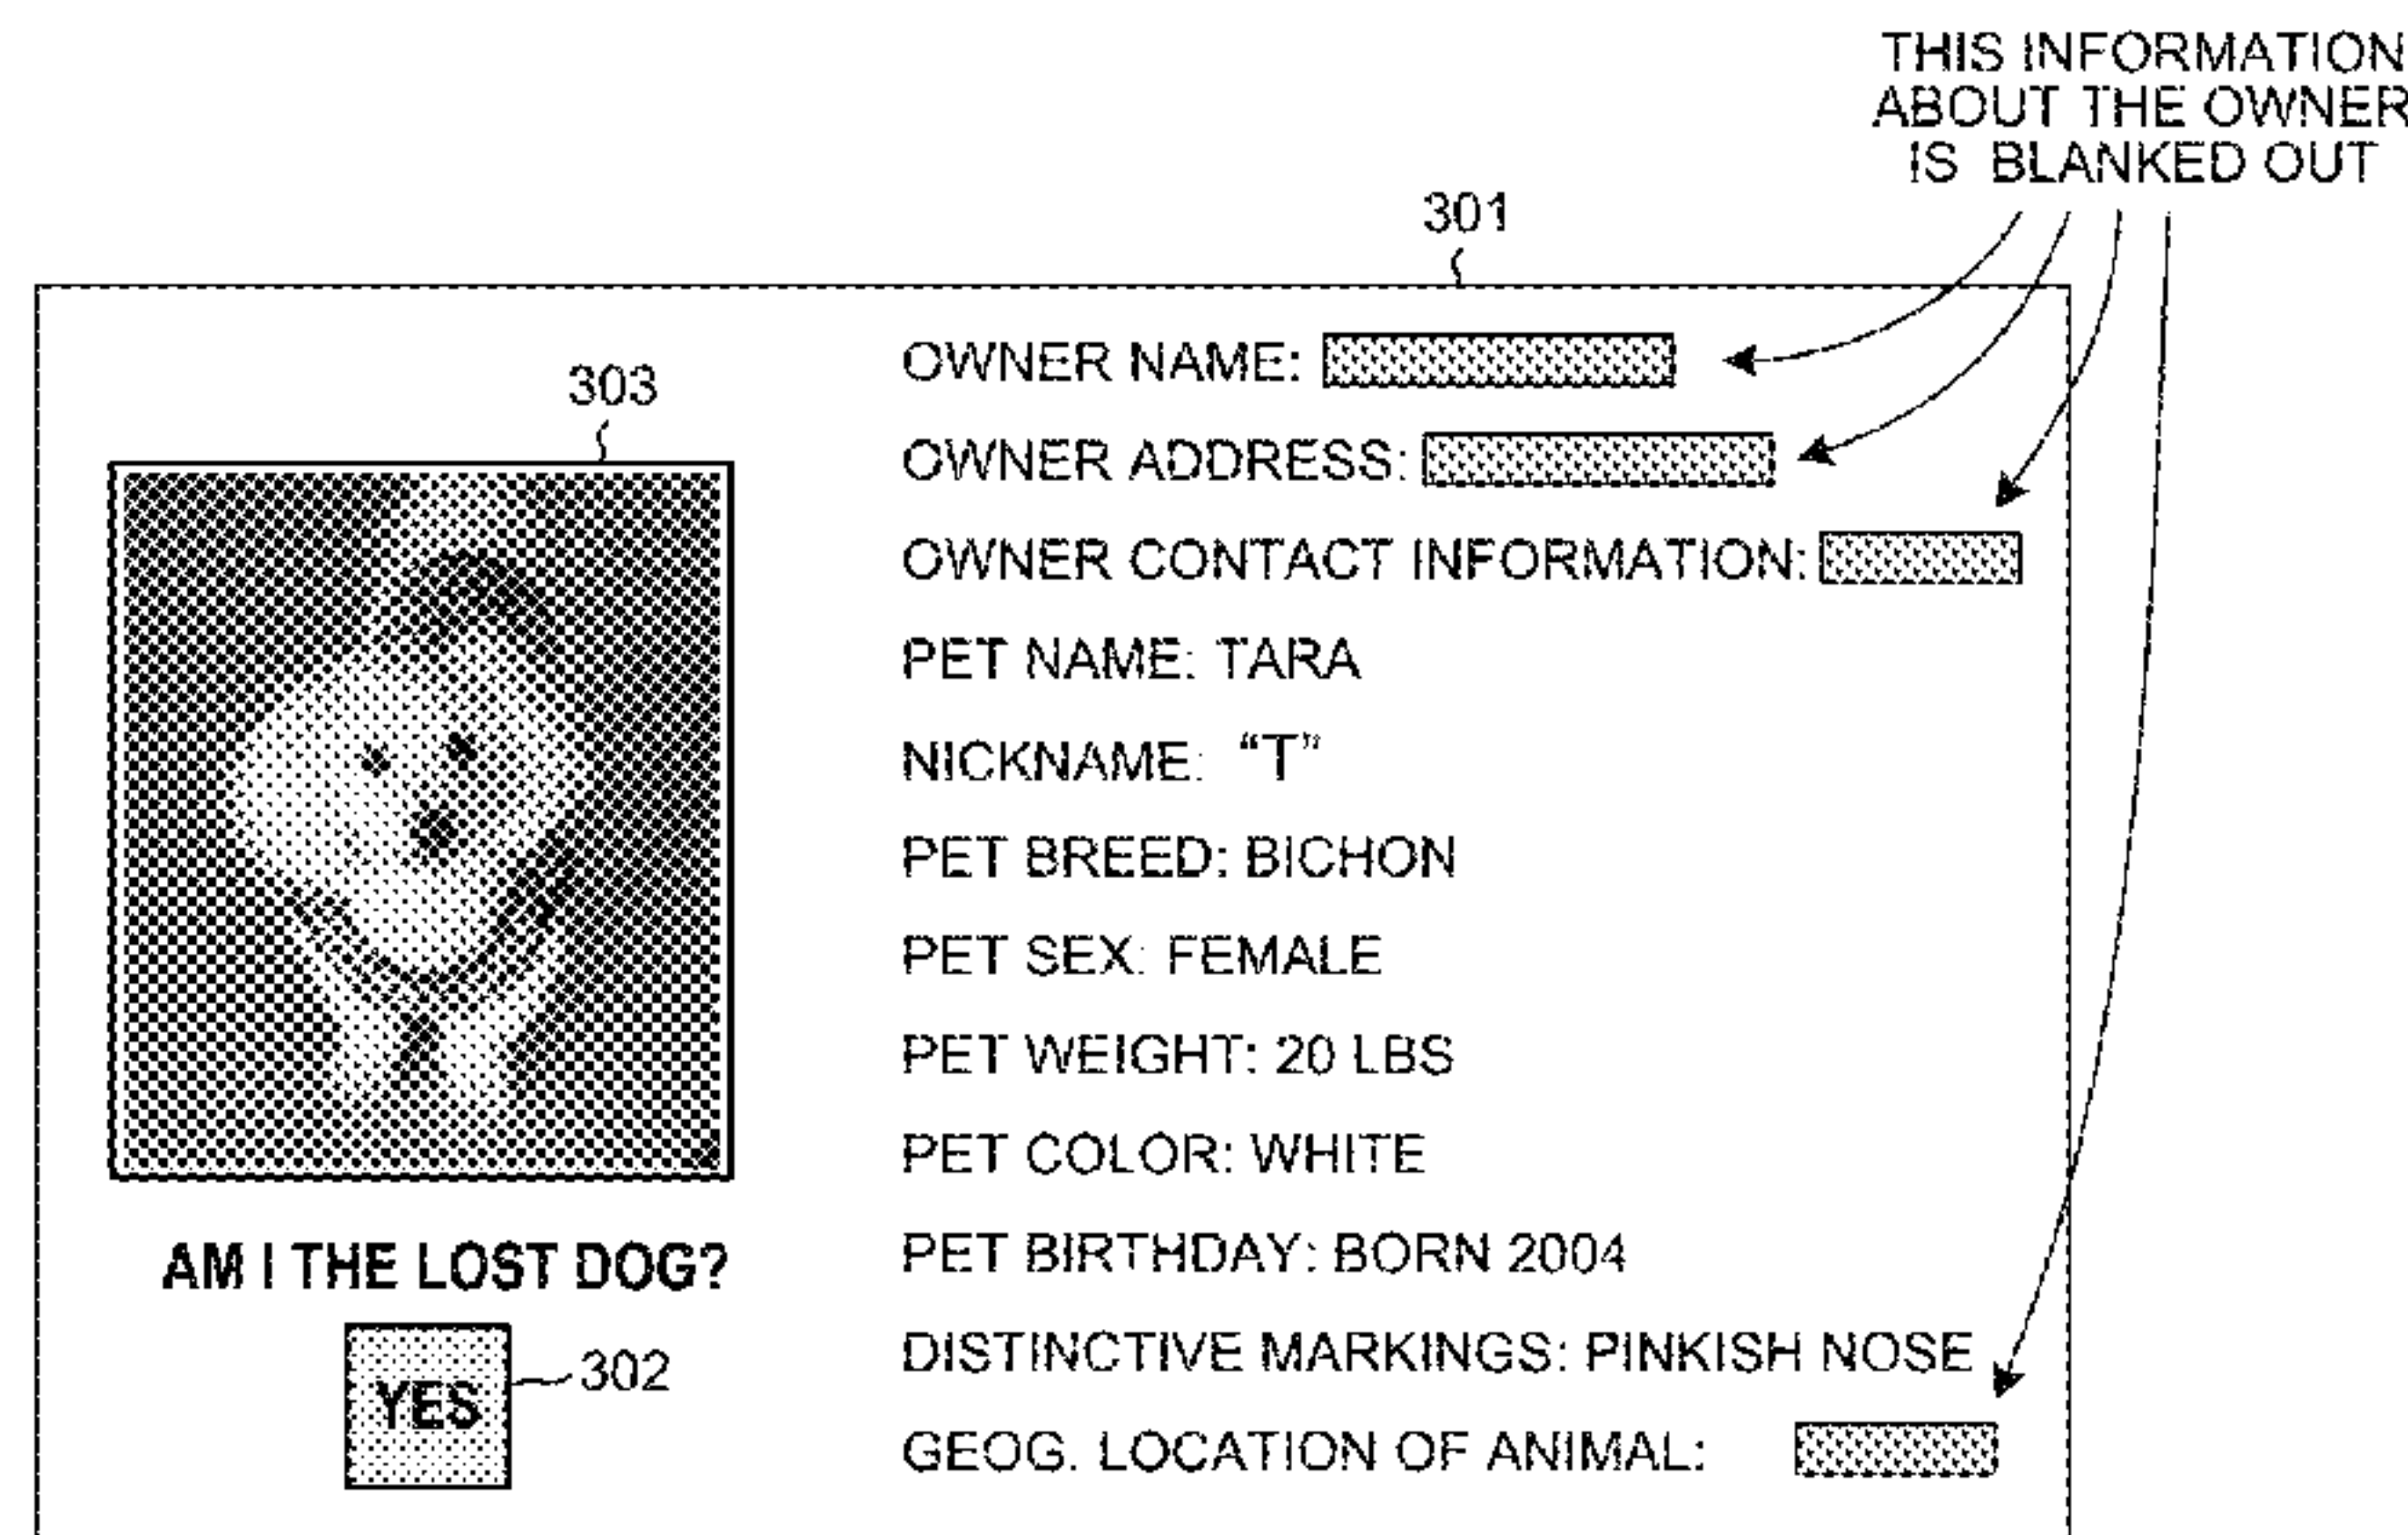 THIS INFORMATION
ABOUT THE OWNER
IS BLANKED OUT
301
303
OWNER NAME:
OWNER ADDRESS:
OWNER CONTACT INFORMATION:
PET NAME: TARA
NICKNAME: “T”
PET BREED: BICHON
PET SEX: FEMALE
PET WEIGHT: 20 LBS
PET COLOR: WHITE
PET BIRTHDAY: BORN 2004
DISTINCTIVE MARKINGS: PINKISH NOSE
GEOG. LOCATION OF ANIMAL:
AM I THE LOST DOG?
YES
302